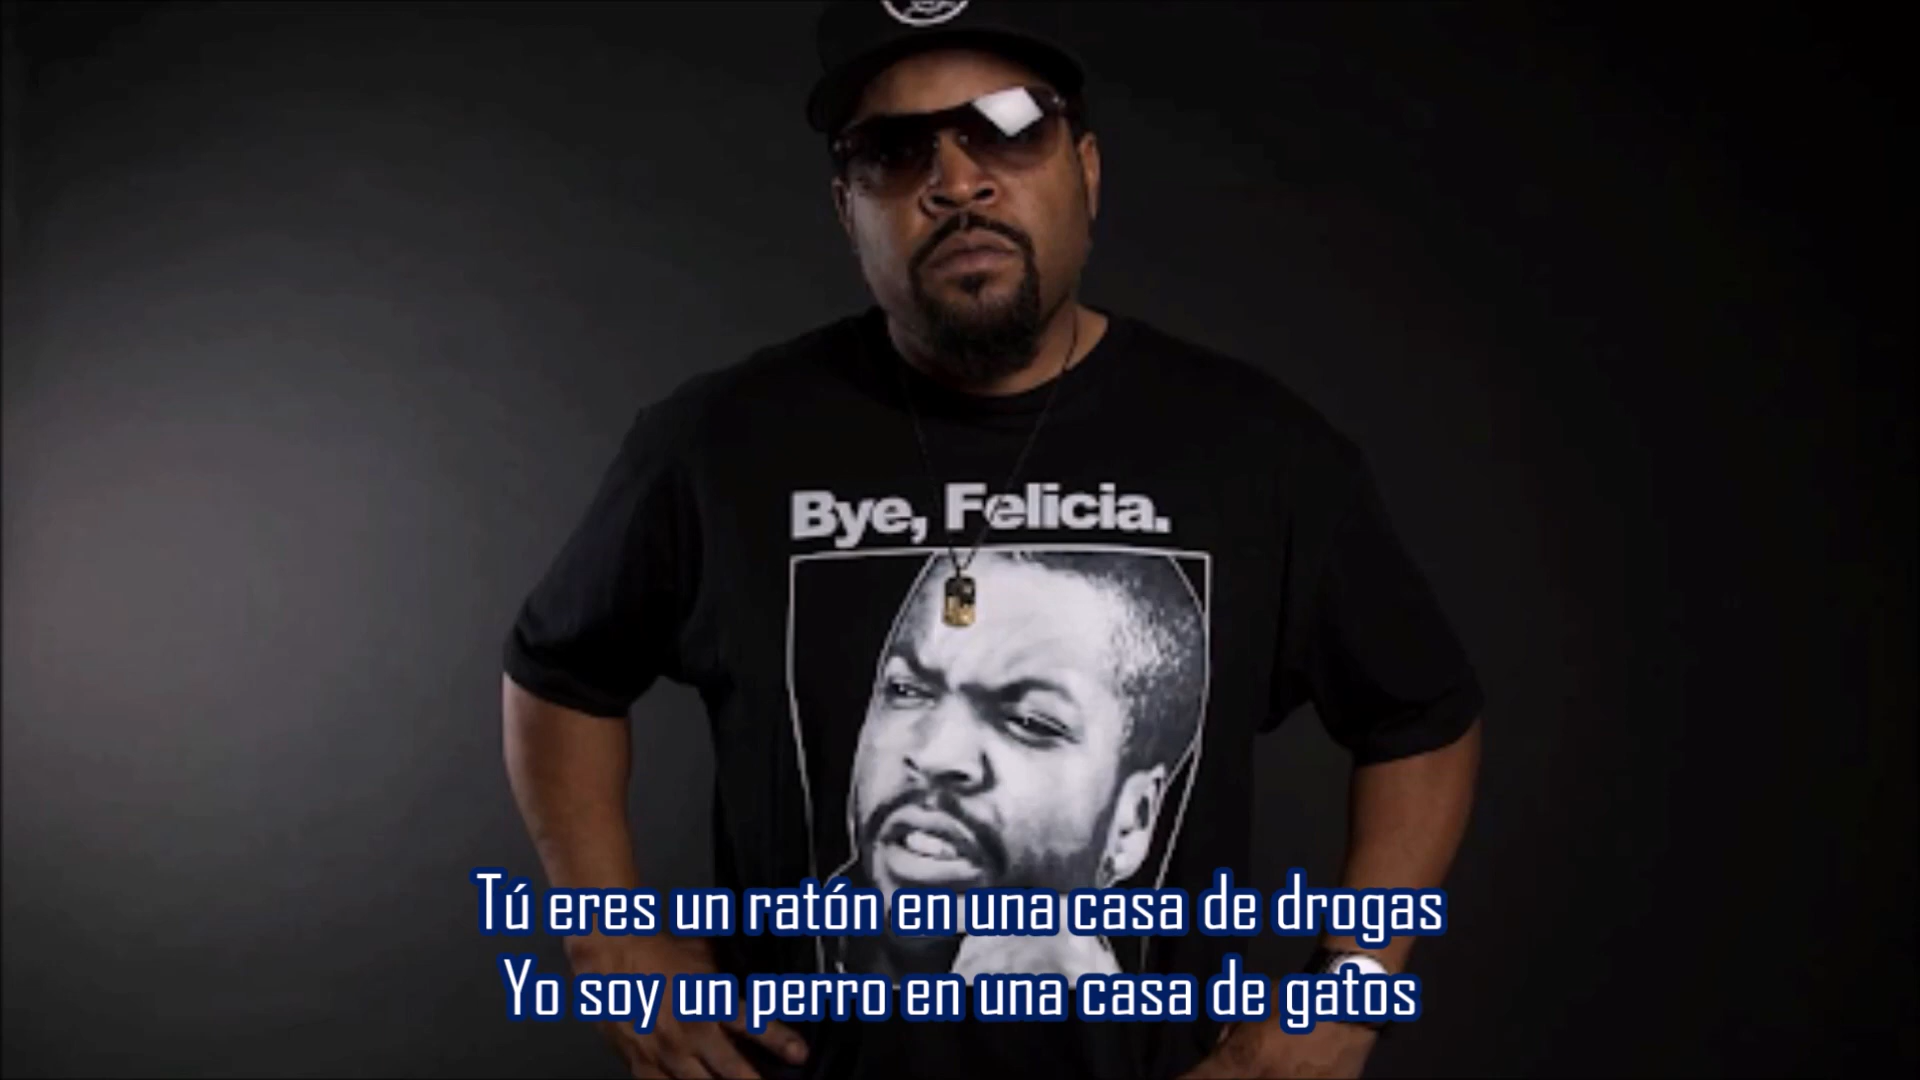 Bye, Felicia.
Tú eres un ratón en una casa de drogas
Yo soy un perro en una casa de gatos